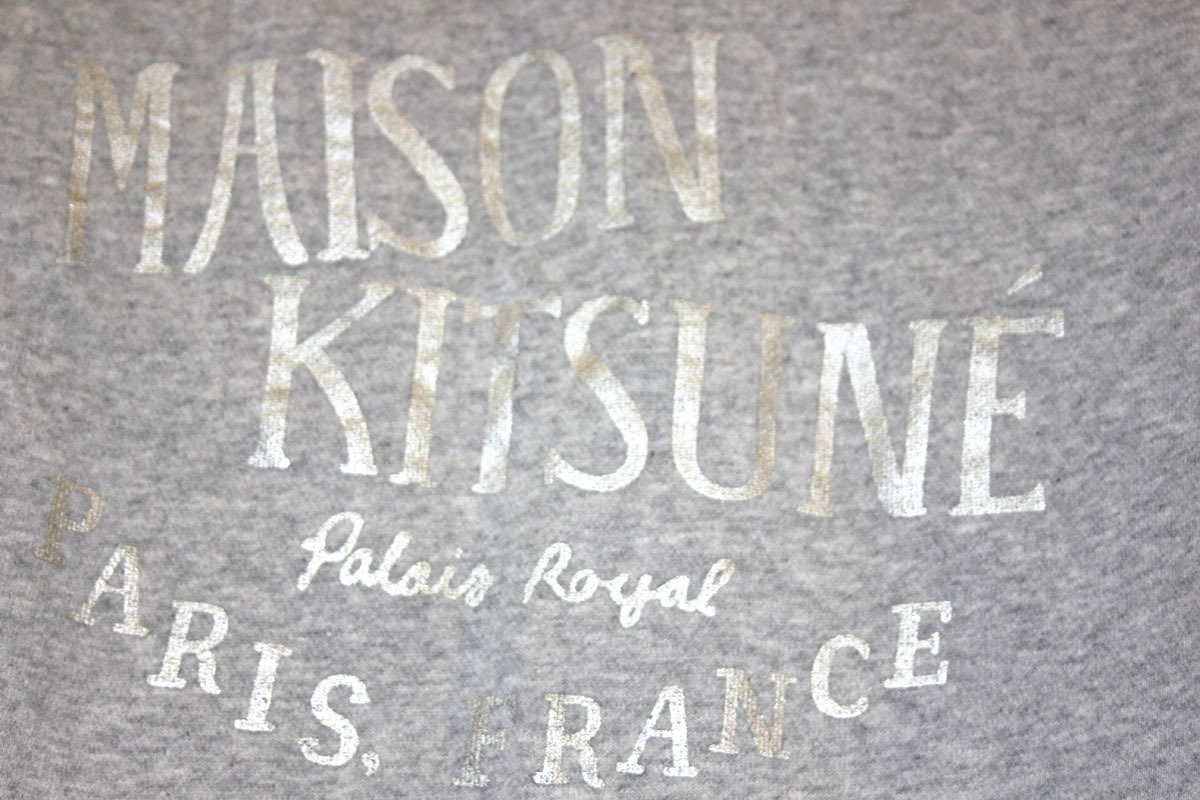 MAISON
KITSUNÉ
Palais Royal
PARIS, FRANCE